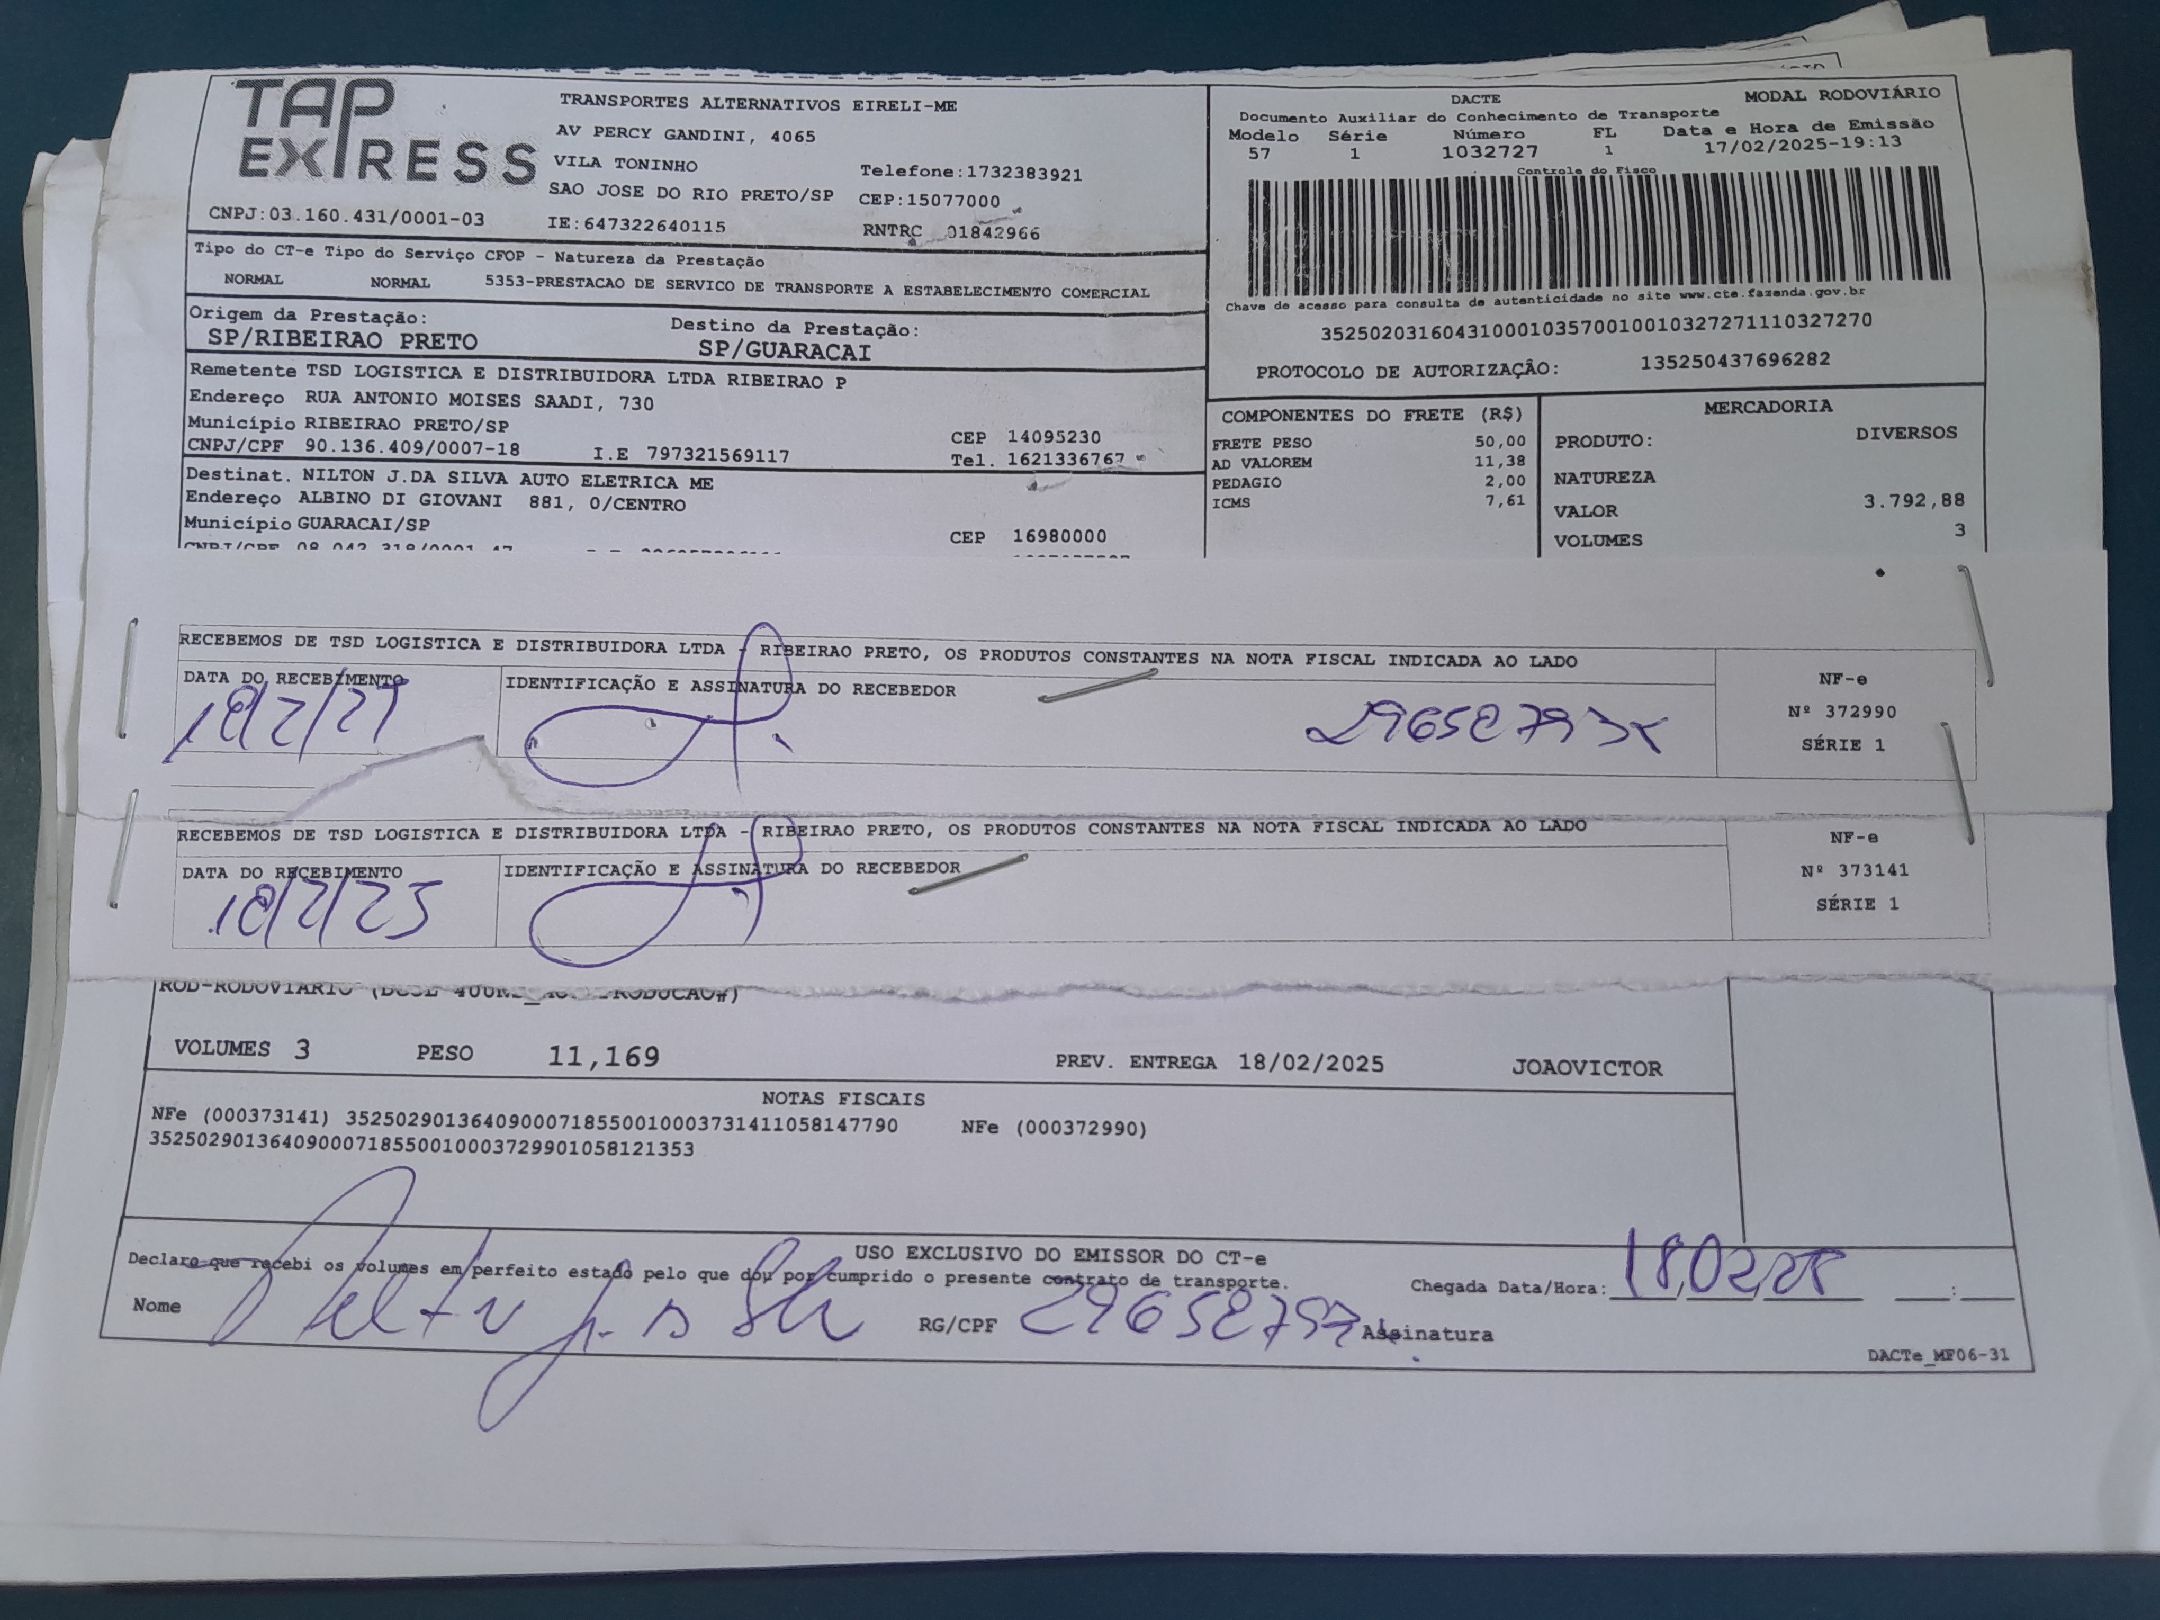 TAP EXPRESS
TRANSPORTES ALTERNATIVOS EIRELI-ME
AV PERCY GANDINI, 4065
VILA TONINHO
Telefone:1732383921
SAO JOSE DO RIO PRETO/SP CEP:15077000
CNPJ:03.160.431/0001-03 IE:647322640115 RNTRC 01842966
DACTE MODAL RODOVIÁRIO
Documento Auxiliar do Conhecimento de Transporte
Modelo Série Número FL Data e Hora de Emissão
57 1 1032727 1 17/02/2025-19:13
Controle do Fisco
Chave de acesso para consulta de autenticidade no site www.cte.fazenda.gov.br
35250203160431000103570010010327271110327270
PROTOCOLO DE AUTORIZAÇÃO: 135250437696282
Tipo do CT-e Tipo do Serviço CFOP - Natureza da Prestação
NORMAL NORMAL 5353-PRESTACAO DE SERVICO DE TRANSPORTE A ESTABELECIMENTO COMERCIAL
Origem da Prestação: Destino da Prestação:
SP/RIBEIRAO PRETO SP/GUARACAI
Remetente TSD LOGISTICA E DISTRIBUIDORA LTDA RIBEIRAO P
Endereço RUA ANTONIO MOISES SAADI, 730
Município RIBEIRAO PRETO/SP CEP 14095230
CNPJ/CPF 90.136.409/0007-18 I.E 797321569117 Tel. 1621336767
Destinat. NILTON J.DA SILVA AUTO ELETRICA ME
Endereço ALBINO DI GIOVANI 881, 0/CENTRO
Município GUARACAI/SP CEP 16980000
CNPJ/CPF 08.042.318/0001-47
COMPONENTES DO FRETE (R$)
FRETE PESO 50,00
AD VALOREM 11,38
PEDAGIO 2,00
ICMS 7,61
MERCADORIA
PRODUTO: DIVERSOS
NATUREZA
VALOR 3.792,88
VOLUMES 3
RECEBEMOS DE TSD LOGISTICA E DISTRIBUIDORA LTDA - RIBEIRAO PRETO, OS PRODUTOS CONSTANTES NA NOTA FISCAL INDICADA AO LADO
DATA DO RECEBIMENTO IDENTIFICAÇÃO E ASSINATURA DO RECEBEDOR
18/2/25
NF-e
Nº 372990
SÉRIE 1
RECEBEMOS DE TSD LOGISTICA E DISTRIBUIDORA LTDA - RIBEIRAO PRETO, OS PRODUTOS CONSTANTES NA NOTA FISCAL INDICADA AO LADO
DATA DO RECEBIMENTO IDENTIFICAÇÃO E ASSINATURA DO RECEBEDOR
18/2/25
NF-e
Nº 373141
SÉRIE 1
ROD-RODOVIARIO
VOLUMES 3 PESO 11,169 PREV. ENTREGA 18/02/2025 JOAOVICTOR
NOTAS FISCAIS
NFe (000373141) 35250290136409000718550010003731411058147790 NFe (000372990)
35250290136409000718550010003729901058121353
USO EXCLUSIVO DO EMISSOR DO CT-e
Declaro que recebi os volumes em perfeito estado pelo que dou por cumprido o presente contrato de transporte.
Chegada Data/Hora: 18/02/25 :
Nome RG/CPF Assinatura
DACTe_MF06-31